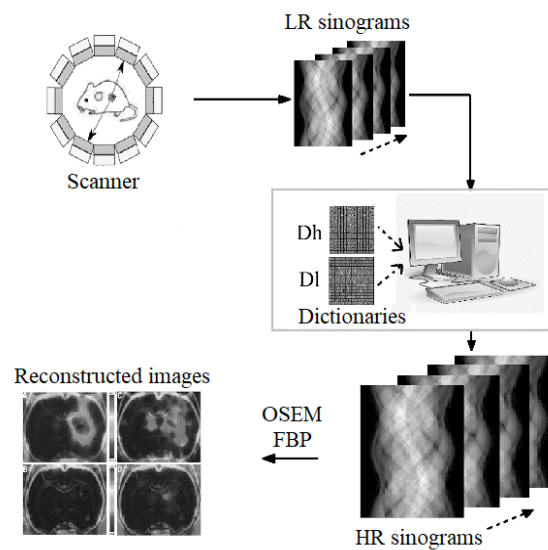 LR sinograms
Scanner
Dh
Dl
Dictionaries
Reconstructed images
OSEM
FBP
HR sinograms